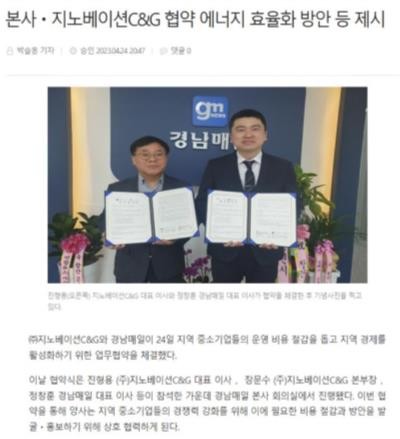 본사・지노베이션C&G 협약 에너지 효율화 방안 등 제시
박슬옹 기자
승인 2023.04.24 20:47
댓글 0
gm
NEWS
경남매일
진형용(오른쪽) 지노베이션C&G 대표 이사와 정창훈 경남매일 대표 이사가 협약을 체결한 후 기념사진을 찍고
있다.
㈜지노베이션C&G와 경남매일이 24일 지역 중소기업들의 운영 비용 절감을 돕고 지역 경제를
활성화하기 위한 업무협약을 체결했다.
이날 협약식은 진형용 (주)지노베이션C&G 대표 이사, 장문수 (주)지노베이션C&G 본부장,
정창훈 경남매일 대표 이사 등이 참석한 가운데 경남매일 본사 회의실에서 진행됐다. 이번 협
약을 통해 양사는 지역 중소기업들의 경쟁력 강화를 위해 이에 필요한 비용 절감과 방안을 발
굴・홍보하기 위해 상호 협력하게 된다.